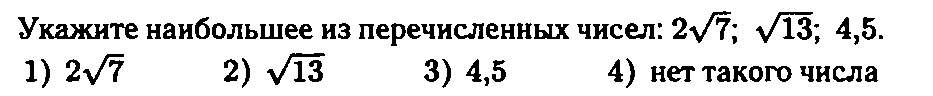 Укажите наибольшее из перечисленных чисел: 2√7; √13; 4,5.
1) 2√7 2) √13 3) 4,5 4) нет такого числа